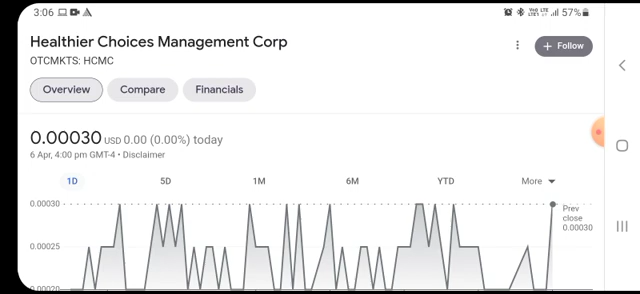 3:06 57%
Healthier Choices Management Corp
OTCMKTS: HCMC
+ Follow
Overview Compare Financials
0.00030 USD 0.00 (0.00%) today
6 Apr, 4:00 pm GMT-4 • Disclaimer
1D 5D 1M 6M YTD More
0.00030
Prev
close
0.00030
0.00025
0.00020